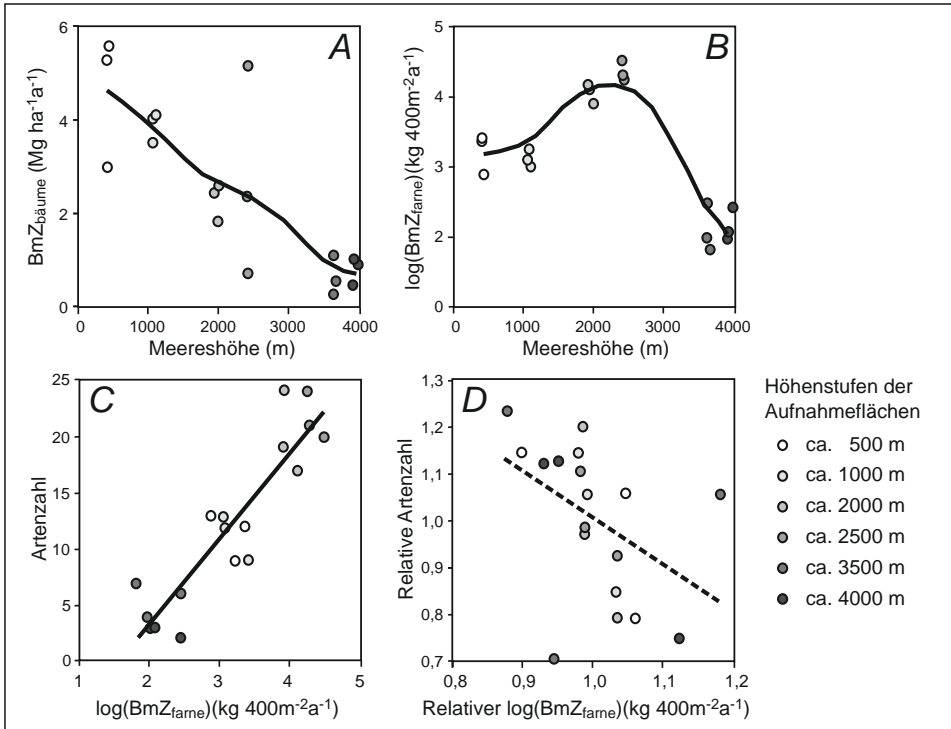 A
BmZbäume (Mg ha-1a-1)
6
4
2
0
0 1000 2000 3000 4000
Meereshöhe (m)
B
log(BmZfarne)(kg 400m-2a-1)
5
4
3
2
1
0
0 1000 2000 3000 4000
Meereshöhe (m)
C
Artenzahl
25
20
15
10
5
0
1 2 3 4 5
log(BmZfarne)(kg 400m-2a-1)
D
Relative Artenzahl
1,3
1,2
1,1
1,0
0,9
0,8
0,7
0,8 0,9 1,0 1,1 1,2
Relativer log(BmZfarne)(kg 400m-2a-1)
Höhenstufen der
Aufnahmeflächen
ca. 500 m
ca. 1000 m
ca. 2000 m
ca. 2500 m
ca. 3500 m
ca. 4000 m